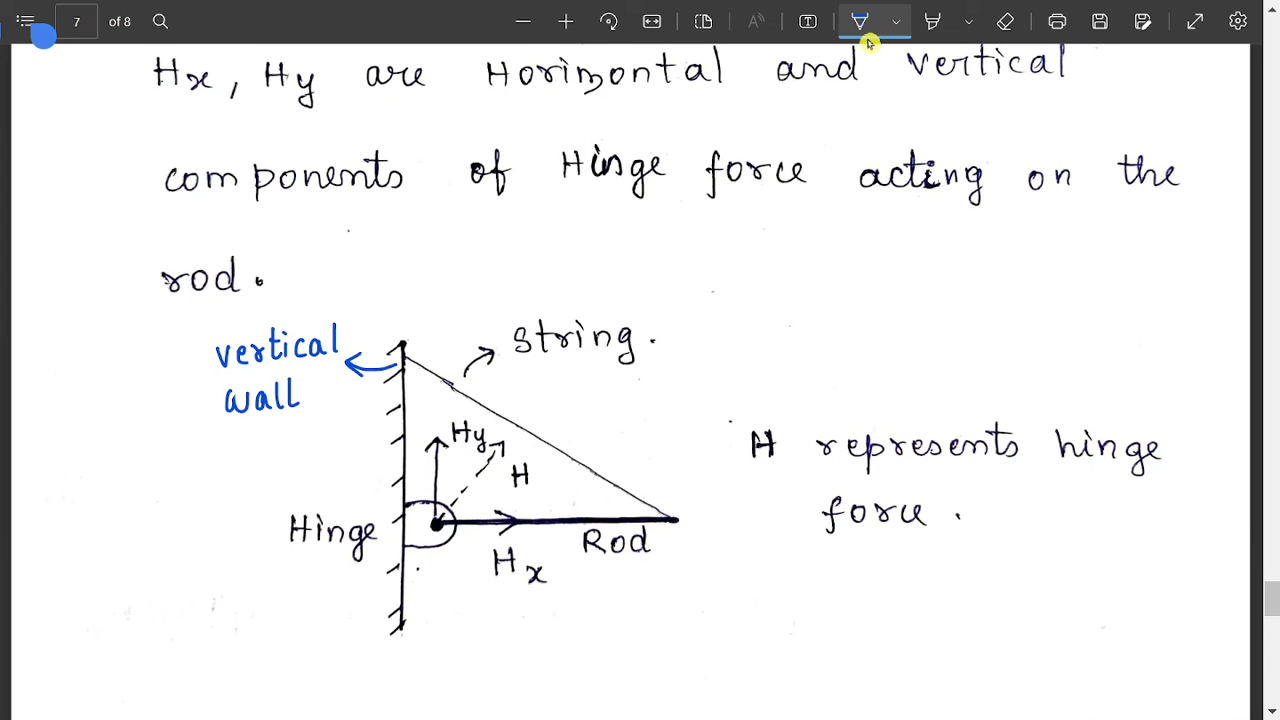 7 of 8
Hx, Hy are Horizontal and vertical
components of Hinge force acting on the
rod.
vertical
wall
string.
Hy
H
H represents hinge
force.
Hinge
Rod
Hx